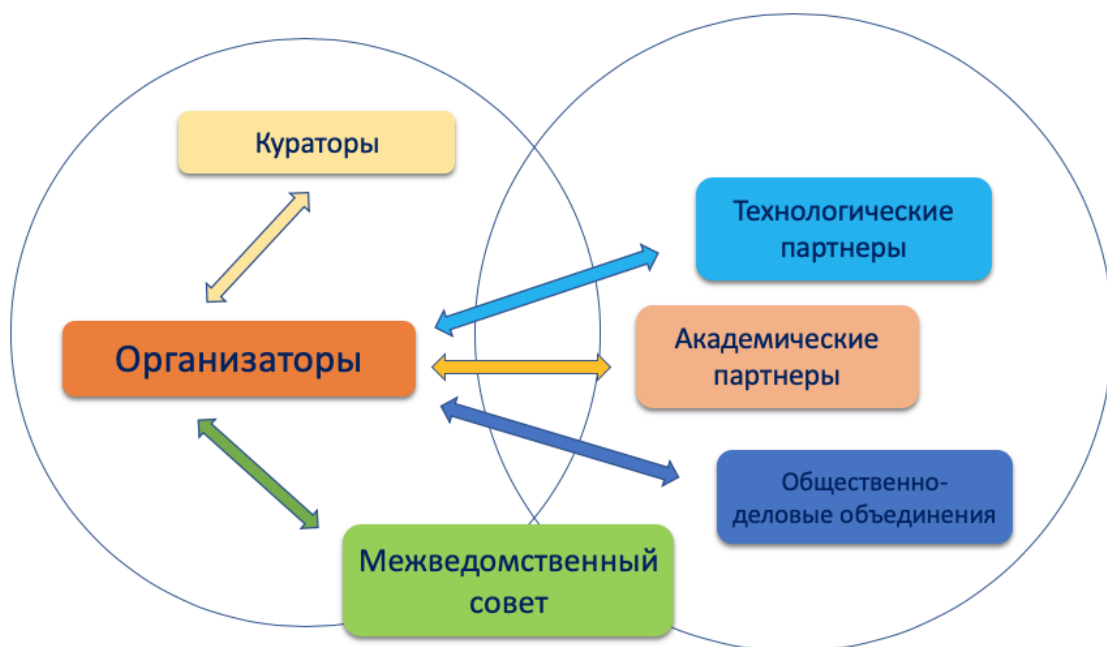 Кураторы
Технологические
партнеры
Организаторы
Академические
партнеры
Общественно-
деловые объединения
Межведомственный
совет